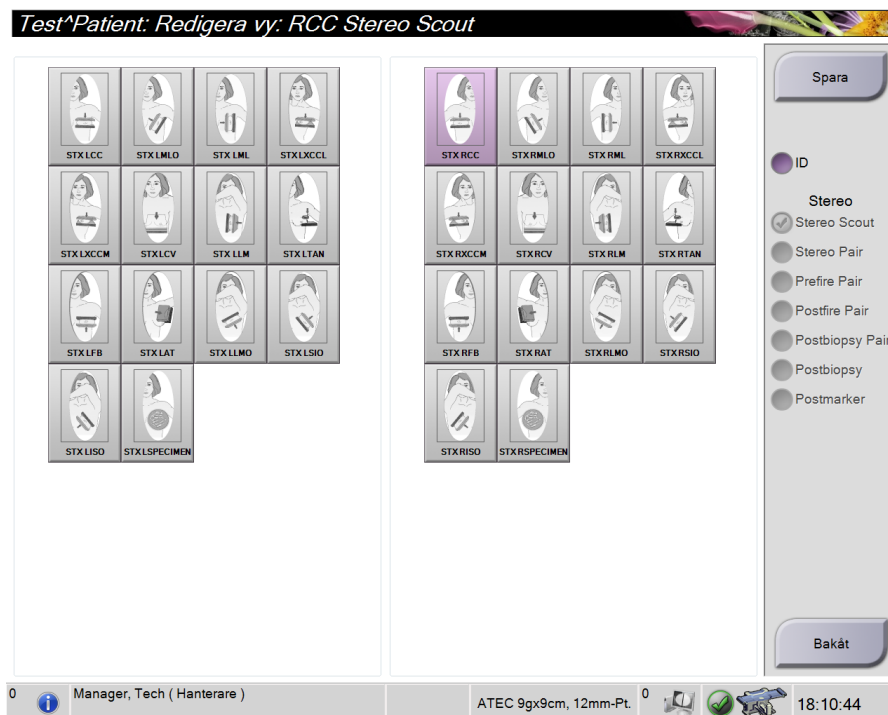 Test^Patient: Redigera vy: RCC Stereo Scout
STX LCC STX LMLO STX LML STX LXCCL
STX LXCCM STX LCV STX LLM STX LTAN
STX LFB STX LAT STX LLMO STX LSIO
STX LISO STX LSPECIMEN
STX RCC STX RMLO STX RML STX RXCCL
STX RXCCM STX RCV STX RLM STX RTAN
STX RFB STX RAT STX RLMO STX RSIO
STX RISO STX RSPECIMEN
Spara
ID
Stereo
Stereo Scout
Stereo Pair
Prefire Pair
Postfire Pair
Postbiopsy Pair
Postbiopsy
Postmarker
Bakåt
0 Manager, Tech ( Hanterare ) ATEC 9gx9cm, 12mm-Pt. 0 18:10:44